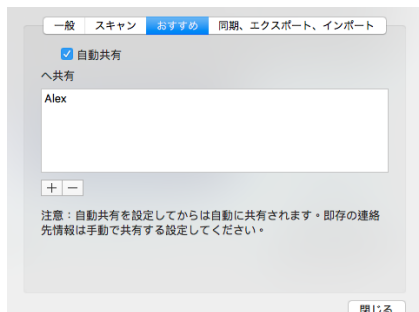 一般 スキャン おすすめ 同期、エクスポート、インポート
自動共有
へ共有
Alex
注意：自動共有を設定してからは自動に共有されます。即存の連絡
先情報は手動で共有する設定してください。
閉じる